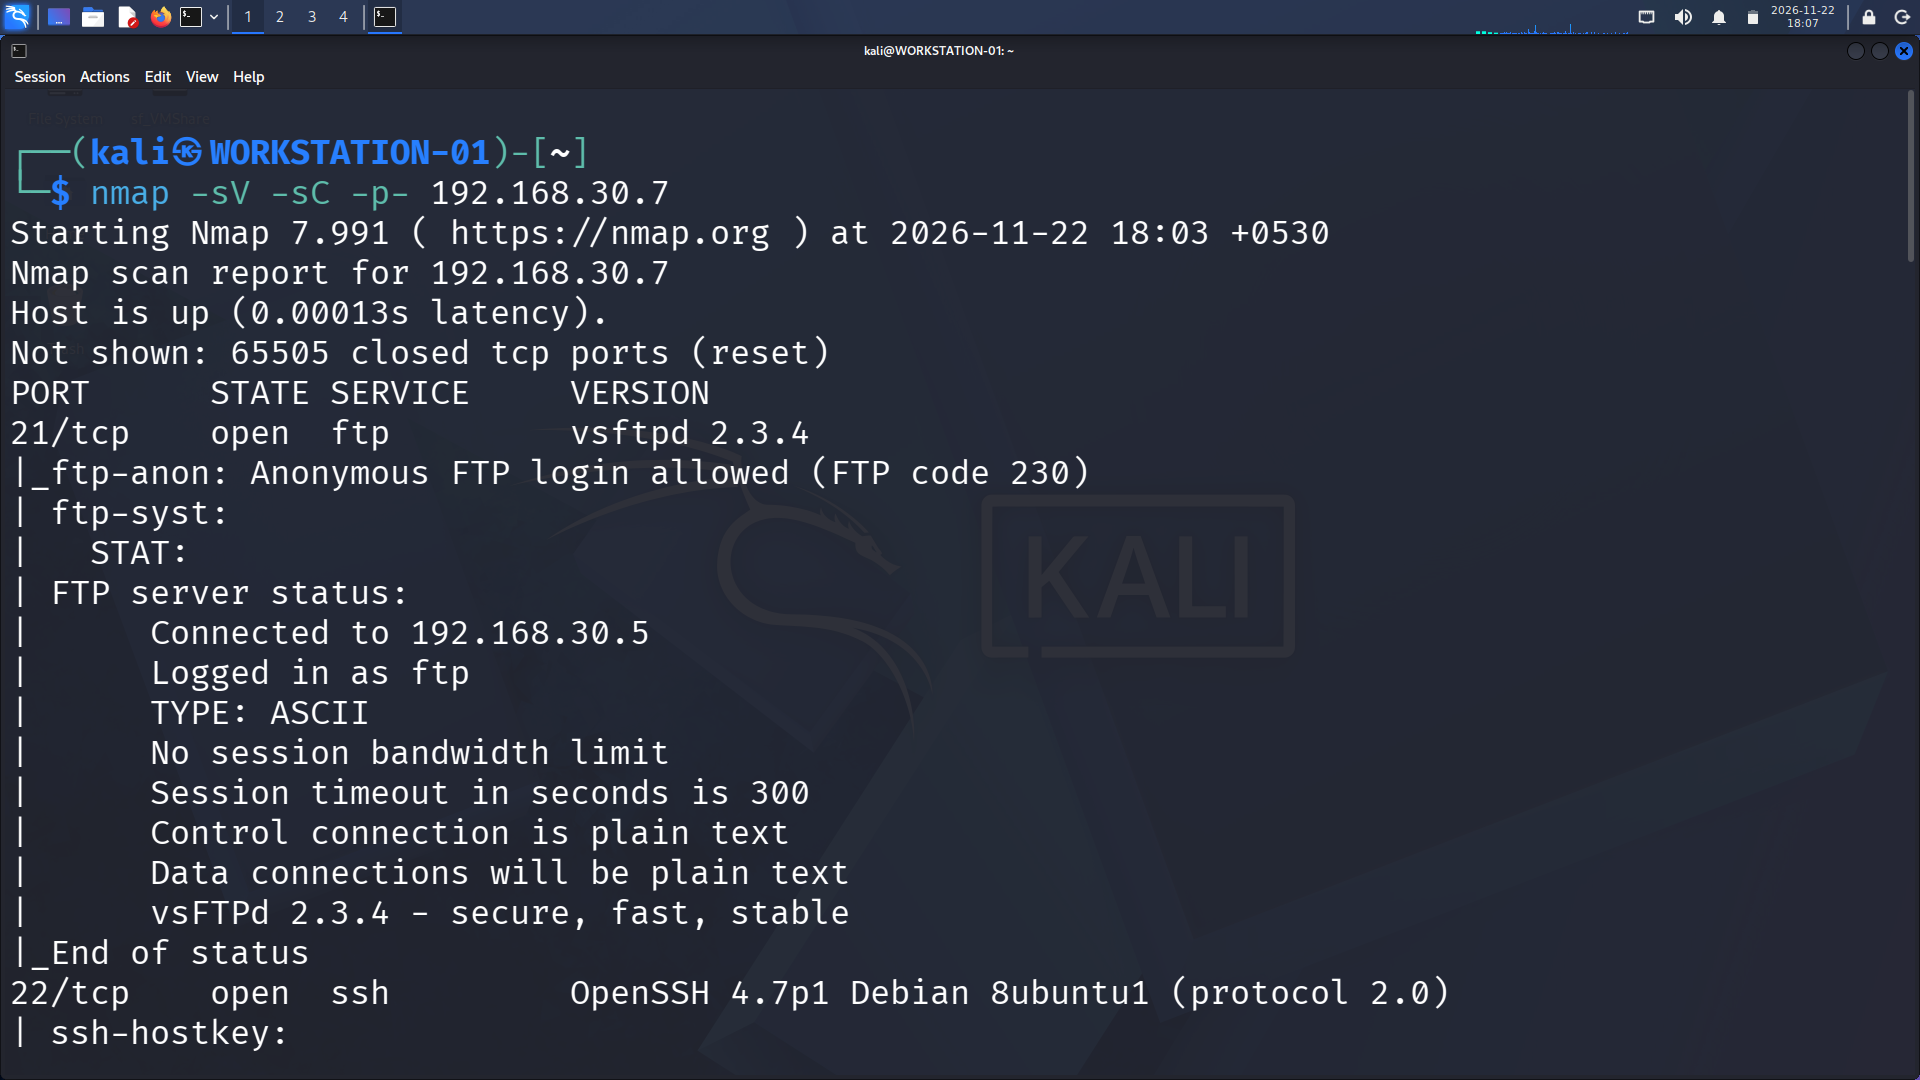 1 2 3 4
2026-11-22
18:07
kali@WORKSTATION-01: ~
Session Actions Edit View Help
File System sf_VMShare
┌──(kali㉿WORKSTATION-01)-[~]
└─$ nmap -sV -sC -p- 192.168.30.7
Starting Nmap 7.991 ( https://nmap.org ) at 2026-11-22 18:03 +0530
Nmap scan report for 192.168.30.7
Host is up (0.00013s latency).
Not shown: 65505 closed tcp ports (reset)
PORT      STATE SERVICE     VERSION
21/tcp    open  ftp         vsftpd 2.3.4
|_ftp-anon: Anonymous FTP login allowed (FTP code 230)
| ftp-syst:
|   STAT:
| FTP server status:
|      Connected to 192.168.30.5
|      Logged in as ftp
|      TYPE: ASCII
|      No session bandwidth limit
|      Session timeout in seconds is 300
|      Control connection is plain text
|      Data connections will be plain text
|      vsFTPd 2.3.4 - secure, fast, stable
|_End of status
22/tcp    open  ssh         OpenSSH 4.7p1 Debian 8ubuntu1 (protocol 2.0)
| ssh-hostkey:
KALI